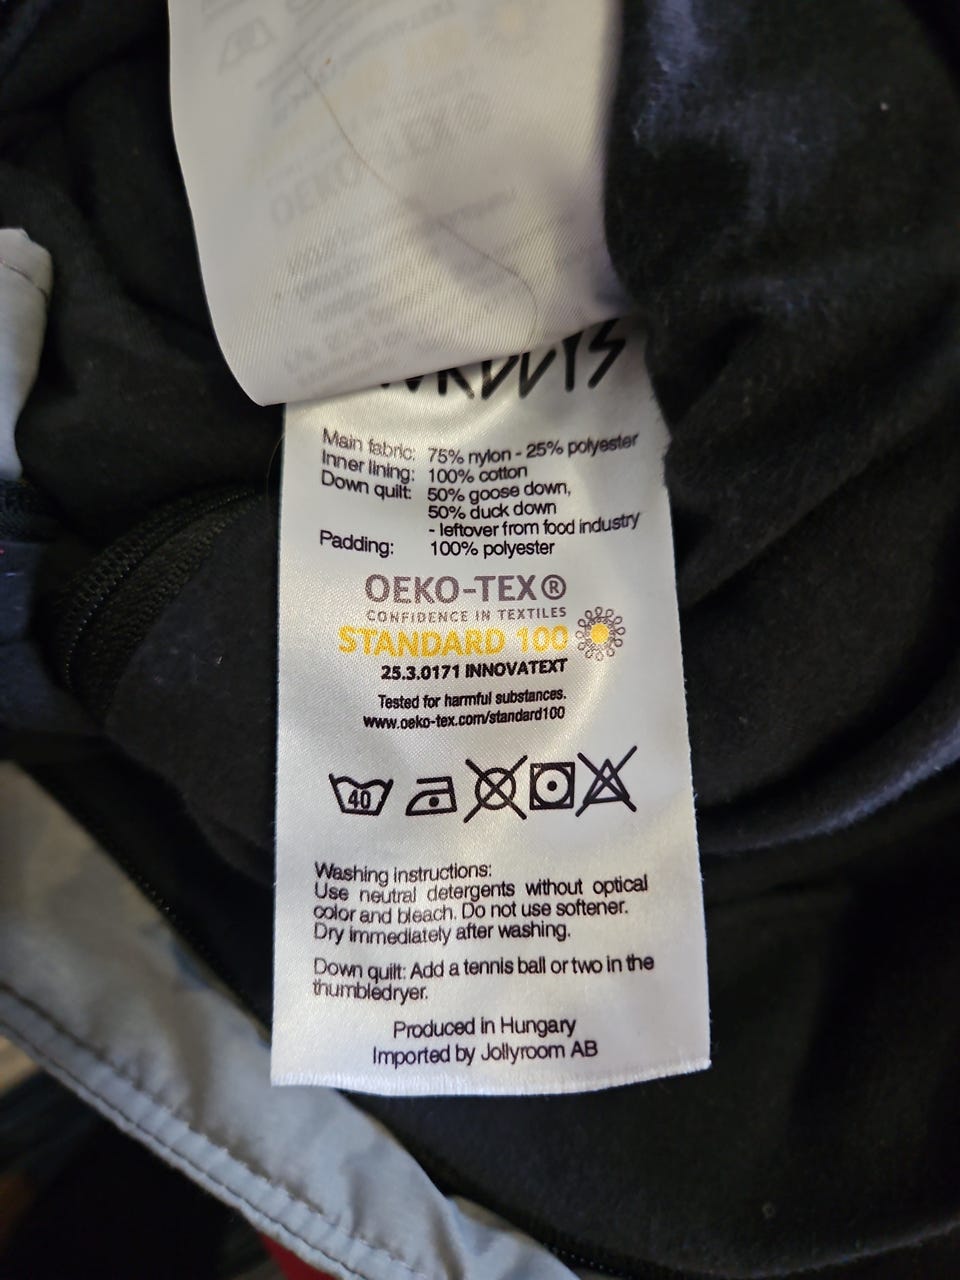 Main fabric: 75% nylon - 25% polyester
Inner lining: 100% cotton
Down quilt: 50% goose down,
50% duck down
- leftover from food industry
Padding: 100% polyester
OEKO-TEX®
CONFIDENCE IN TEXTILES
STANDARD 100
25.3.0171 INNOVATEXT
Tested for harmful substances.
www.oeko-tex.com/standard100
40
Washing instructions:
Use neutral detergents without optical
color and bleach. Do not use softener.
Dry immediately after washing.
Down quilt: Add a tennis ball or two in the
thumbledryer.
Produced in Hungary
Imported by Jollyroom AB